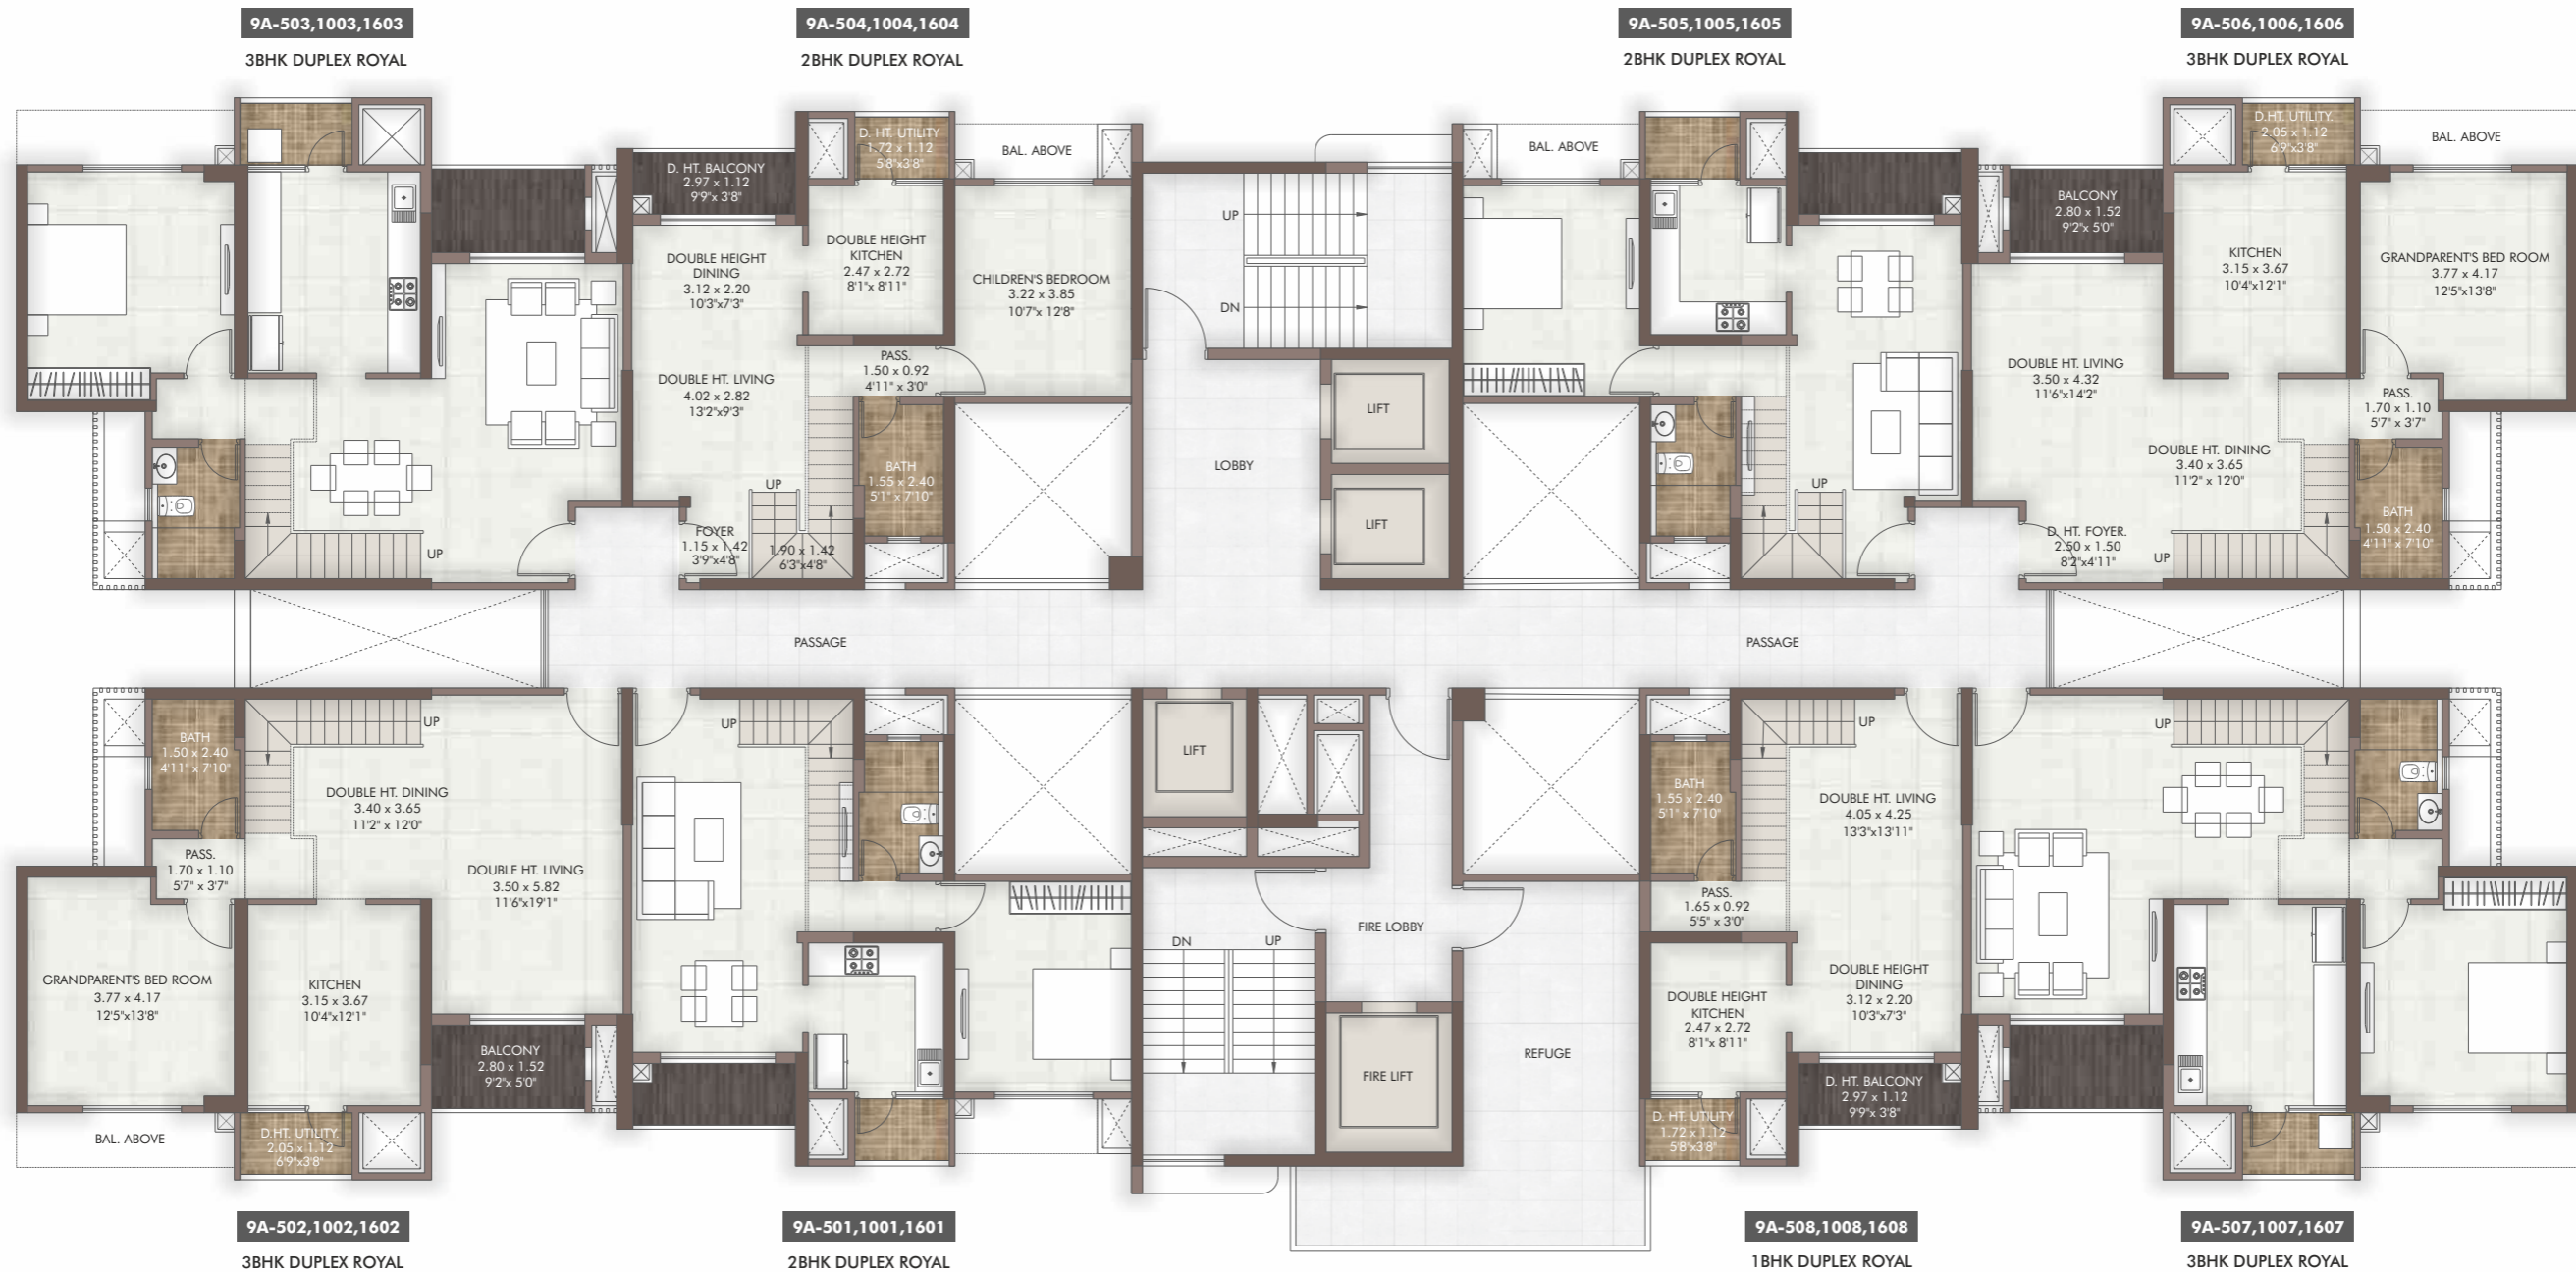 9A-503,1003,1603
3BHK DUPLEX ROYAL
9A-504,1004,1604
2BHK DUPLEX ROYAL
9A-505,1005,1605
2BHK DUPLEX ROYAL
9A-506,1006,1606
3BHK DUPLEX ROYAL
UP
D. HT. BALCONY
2.97 x 1.12
9'9"x 3'8"
D. HT. UTILITY
1.72 x 1.12
5'8"x3'8"
BAL. ABOVE
DOUBLE HEIGHT
DINING
3.12 x 2.20
10'3"x7'3"
DOUBLE HEIGHT
KITCHEN
2.47 x 2.72
8'1"x 8'11"
CHILDREN'S BEDROOM
3.22 x 3.85
10'7"x 12'8"
DOUBLE HT. LIVING
4.02 x 2.82
13'2"x9'3"
PASS.
1.50 x 0.92
4'11" x 3'0"
BATH
1.55 x 2.40
5'1" x 7'10"
UP
FOYER
1.15 x 1.42
3'9"x4'8"
1.90 x 1.42
6'3"x4'8"
UP
DN
LOBBY
LIFT
LIFT
BAL. ABOVE
UP
D.HT. UTILITY.
2.05 x 1.12
6'9"x3'8"
BAL. ABOVE
BALCONY
2.80 x 1.52
9'2"x 5'0"
KITCHEN
3.15 x 3.67
10'4"x12'1"
GRANDPARENT'S BED ROOM
3.77 x 4.17
12'5"x13'8"
DOUBLE HT. LIVING
3.50 x 4.32
11'6"x14'2"
PASS.
1.70 x 1.10
5'7" x 3'7"
DOUBLE HT. DINING
3.40 x 3.65
11'2" x 12'0"
BATH
1.50 x 2.40
4'11" x 7'10"
D. HT. FOYER.
2.50 x 1.50
8'2"x4'11"
UP
PASSAGE
PASSAGE
BATH
1.50 x 2.40
4'11" x 7'10"
UP
DOUBLE HT. DINING
3.40 x 3.65
11'2" x 12'0"
PASS.
1.70 x 1.10
5'7" x 3'7"
DOUBLE HT. LIVING
3.50 x 5.82
11'6"x19'1"
GRANDPARENT'S BED ROOM
3.77 x 4.17
12'5"x13'8"
KITCHEN
3.15 x 3.67
10'4"x12'1"
BALCONY
2.80 x 1.52
9'2"x 5'0"
BAL. ABOVE
D.HT. UTILITY.
2.05 x 1.12
6'9"x3'8"
UP
LIFT
DN
UP
FIRE LOBBY
FIRE LIFT
REFUGE
UP
BATH
1.55 x 2.40
5'1" x 7'10"
DOUBLE HT. LIVING
4.05 x 4.25
13'3"x13'11"
PASS.
1.65 x 0.92
5'5" x 3'0"
DOUBLE HEIGHT
DINING
3.12 x 2.20
10'3"x7'3"
DOUBLE HEIGHT
KITCHEN
2.47 x 2.72
8'1"x 8'11"
D. HT. BALCONY
2.97 x 1.12
9'9"x 3'8"
D. HT. UTILITY
1.72 x 1.12
5'8"x3'8"
UP
9A-502,1002,1602
3BHK DUPLEX ROYAL
9A-501,1001,1601
2BHK DUPLEX ROYAL
9A-508,1008,1608
1BHK DUPLEX ROYAL
9A-507,1007,1607
3BHK DUPLEX ROYAL